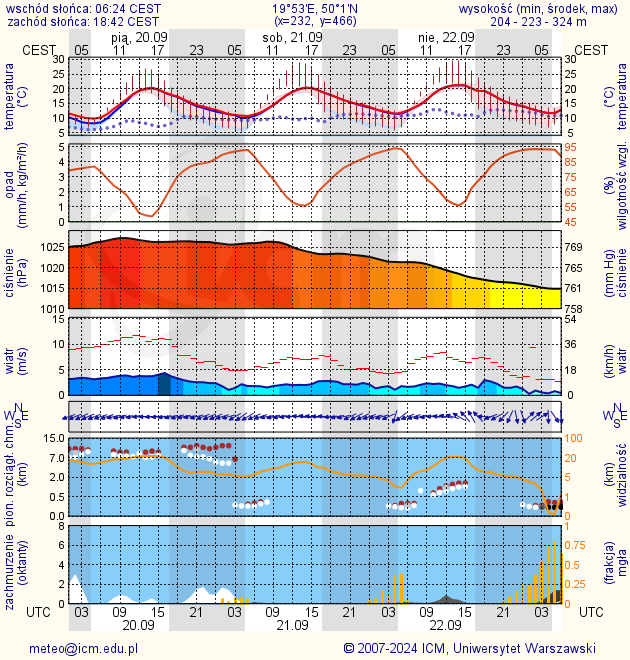 wschód słońca: 06:24 CEST
19°53'E, 50°1'N
wysokość (min, środek, max)
zachód słońca: 18:42 CEST
(x=232, y=466)
204 - 223 - 324 m
pią, 20.09
sob, 21.09
nie, 22.09
CEST 05 11 17 23 05 11 17 23 05 11 17 23 05 CEST
temperatura
(°C)
30
25
20
15
10
5
30
25
20
15
10
5
temperatura
(°C)
opad
(mm/h, kg/m²/h)
5
4
3
2
1
0
95
85
75
65
55
45
(%)
wilgotność wzgl.
ciśnienie
(hPa)
1025
1020
1015
1010
769
765
761
758
(mm Hg)
ciśnienie
wiatr
(m/s)
15
10
5
0
54
36
18
0
(km/h)
wiatr
N
W E
S
N
W E
S
pion. rozciągł. chm.
(km)
15.0
7.0
2.0
0.5
0.0
100
20
5
1
0
(km)
widzialność
zachmurzenie
(oktanty)
8
6
4
2
0
1
0.75
0.5
0.25
0
(frakcja)
mgła
UTC 03 09 15 21 03 09 15 21 03 09 15 21 03 UTC
20.09
21.09
22.09
meteo@icm.edu.pl
© 2007-2024 ICM, Uniwersytet Warszawski